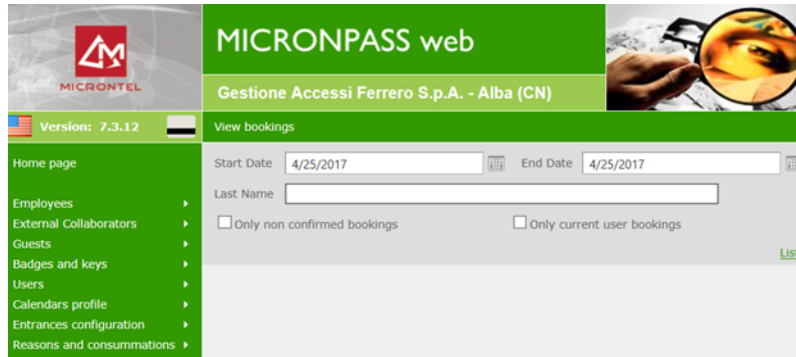 MICRONTEL
MICRONPASS web
Gestione Accessi Ferrero S.p.A. - Alba (CN)
Version: 7.3.12
View bookings
Home page
Employees
External Collaborators
Guests
Badges and keys
Users
Calendars profile
Entrances configuration
Reasons and consummations
Start Date 4/25/2017 End Date 4/25/2017
Last Name
Only non confirmed bookings Only current user bookings
List